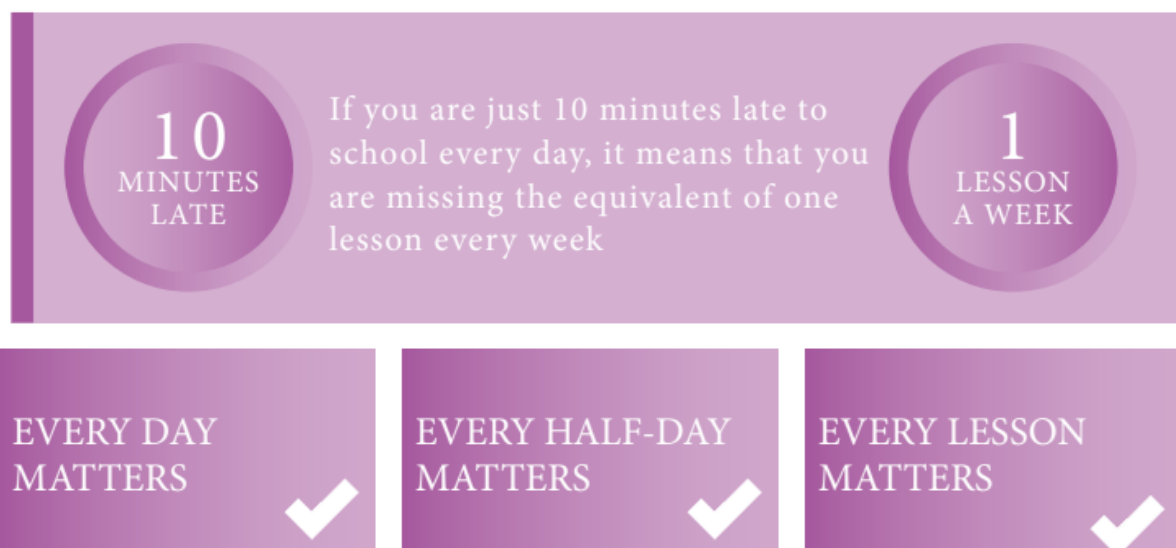 10
MINUTES
LATE
If you are just 10 minutes late to
school every day, it means that you
are missing the equivalent of one
lesson every week
1
LESSON
A WEEK
EVERY DAY
MATTERS
EVERY HALF-DAY
MATTERS
EVERY LESSON
MATTERS